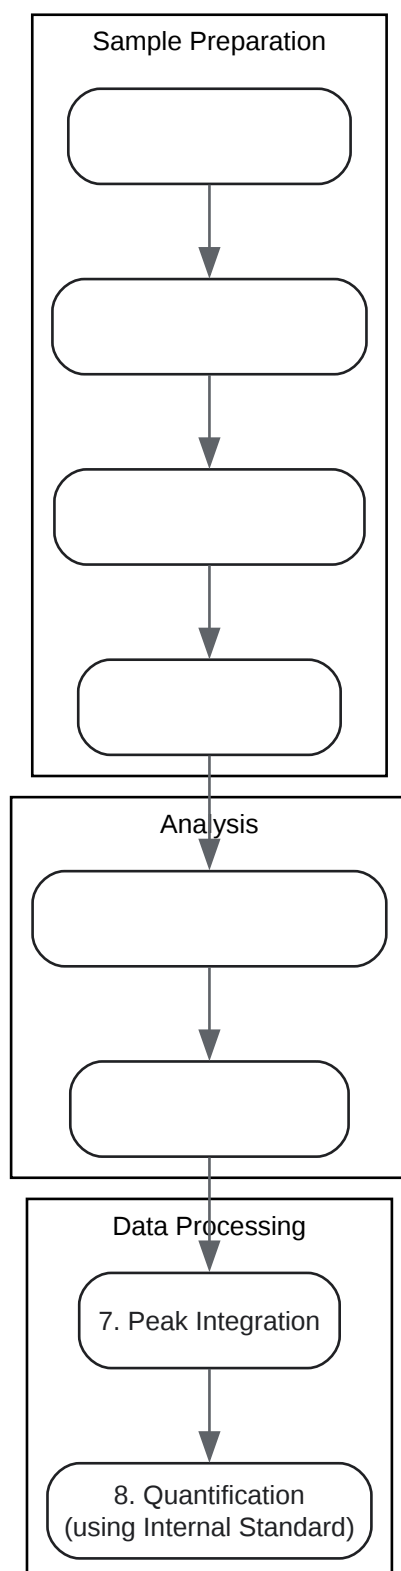 Sample Preparation
Analysis
Data Processing
7. Peak Integration
8. Quantification
(using Internal Standard)